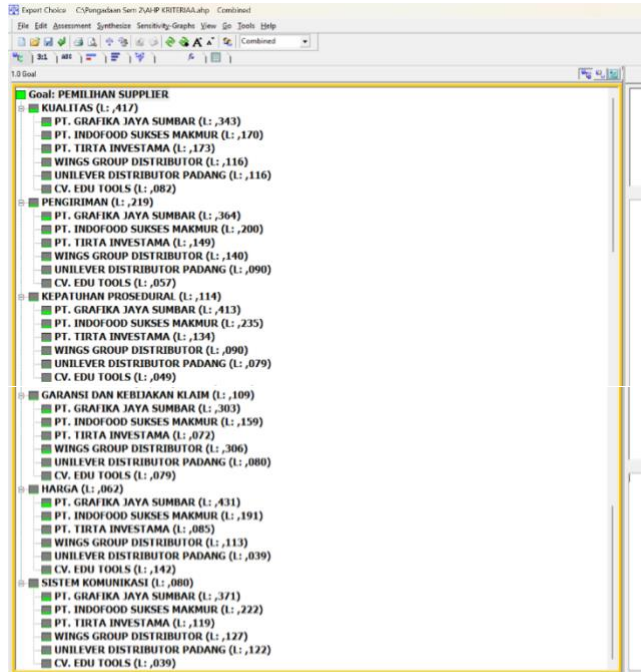 Expert Choice C:\Pengadaan Sem 2\AHP KRITERIAA.ahp Combined
File Edit Assessment Synthesize Sensitivity-Graphs View Go Tools Help
Combined
3:1 ABC
1.0 Goal
Goal: PEMILIHAN SUPPLIER
KUALITAS (L: ,417)
PT. GRAFIKA JAYA SUMBAR (L: ,343)
PT. INDOFOOD SUKSES MAKMUR (L: ,170)
PT. TIRTA INVESTAMA (L: ,173)
WINGS GROUP DISTRIBUTOR (L: ,116)
UNILEVER DISTRIBUTOR PADANG (L: ,116)
CV. EDU TOOLS (L: ,082)
PENGIRIMAN (L: ,219)
PT. GRAFIKA JAYA SUMBAR (L: ,364)
PT. INDOFOOD SUKSES MAKMUR (L: ,200)
PT. TIRTA INVESTAMA (L: ,149)
WINGS GROUP DISTRIBUTOR (L: ,140)
UNILEVER DISTRIBUTOR PADANG (L: ,090)
CV. EDU TOOLS (L: ,057)
KEPATUHAN PROSEDURAL (L: ,114)
PT. GRAFIKA JAYA SUMBAR (L: ,413)
PT. INDOFOOD SUKSES MAKMUR (L: ,235)
PT. TIRTA INVESTAMA (L: ,134)
WINGS GROUP DISTRIBUTOR (L: ,090)
UNILEVER DISTRIBUTOR PADANG (L: ,079)
CV. EDU TOOLS (L: ,049)
GARANSI DAN KEBIJAKAN KLAIM (L: ,109)
PT. GRAFIKA JAYA SUMBAR (L: ,303)
PT. INDOFOOD SUKSES MAKMUR (L: ,159)
PT. TIRTA INVESTAMA (L: ,072)
WINGS GROUP DISTRIBUTOR (L: ,306)
UNILEVER DISTRIBUTOR PADANG (L: ,080)
CV. EDU TOOLS (L: ,079)
HARGA (L: ,062)
PT. GRAFIKA JAYA SUMBAR (L: ,431)
PT. INDOFOOD SUKSES MAKMUR (L: ,191)
PT. TIRTA INVESTAMA (L: ,085)
WINGS GROUP DISTRIBUTOR (L: ,113)
UNILEVER DISTRIBUTOR PADANG (L: ,039)
CV. EDU TOOLS (L: ,142)
SISTEM KOMUNIKASI (L: ,080)
PT. GRAFIKA JAYA SUMBAR (L: ,371)
PT. INDOFOOD SUKSES MAKMUR (L: ,222)
PT. TIRTA INVESTAMA (L: ,119)
WINGS GROUP DISTRIBUTOR (L: ,127)
UNILEVER DISTRIBUTOR PADANG (L: ,122)
CV. EDU TOOLS (L: ,039)